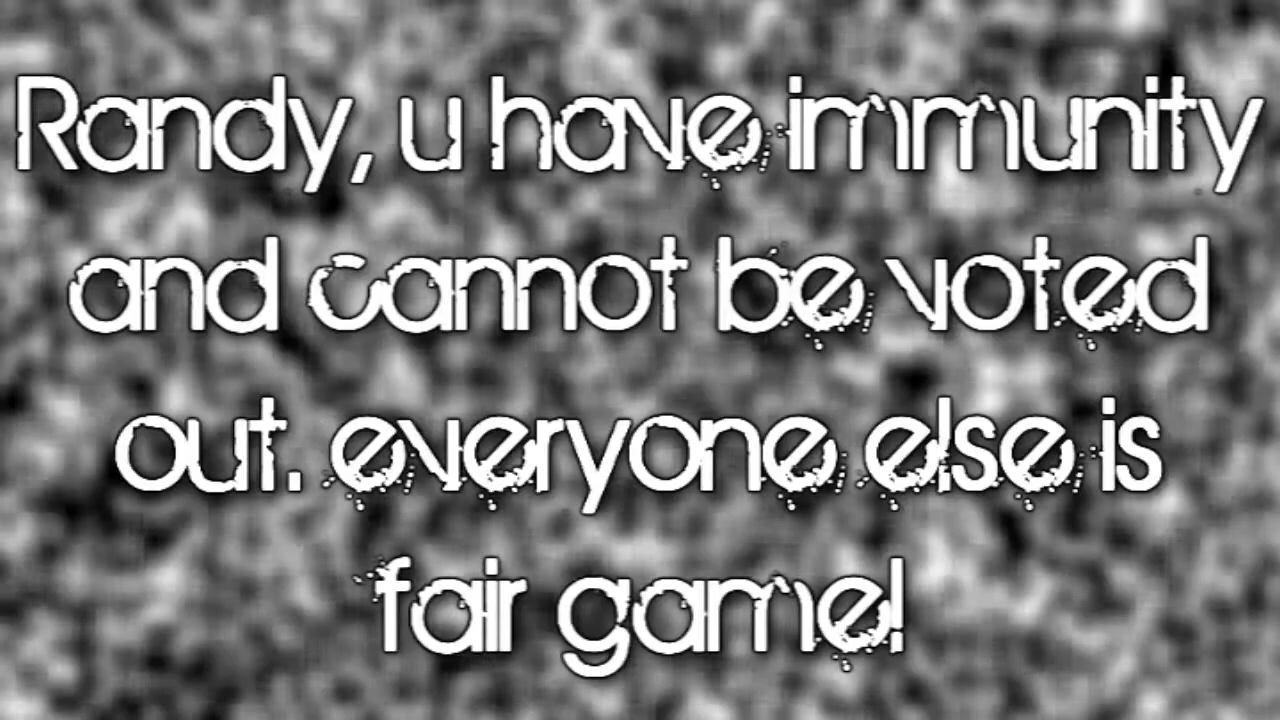 Randy, u have immunity
and cannot be voted
out. everyone else is
fair game!